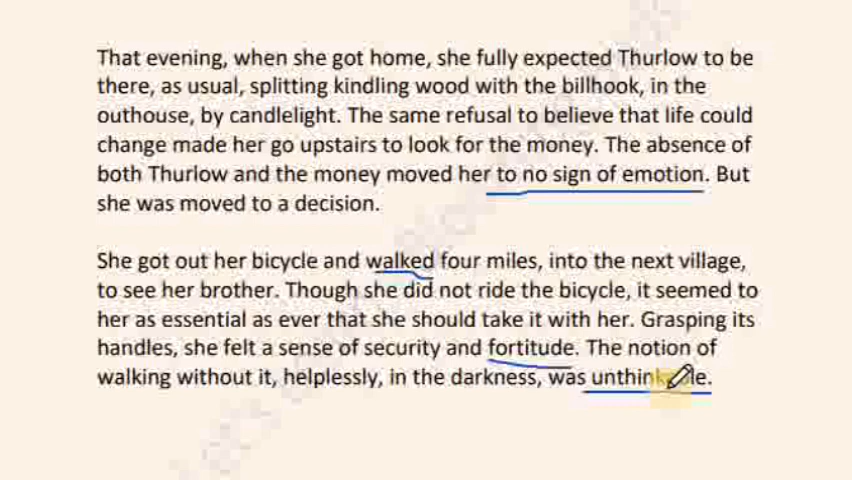 That evening, when she got home, she fully expected Thurlow to be
there, as usual, splitting kindling wood with the billhook, in the
outhouse, by candlelight. The same refusal to believe that life could
change made her go upstairs to look for the money. The absence of
both Thurlow and the money moved her to no sign of emotion. But
she was moved to a decision.
She got out her bicycle and walked four miles, into the next village,
to see her brother. Though she did not ride the bicycle, it seemed to
her as essential as ever that she should take it with her. Grasping its
handles, she felt a sense of security and fortitude. The notion of
walking without it, helplessly, in the darkness, was unthinkable.